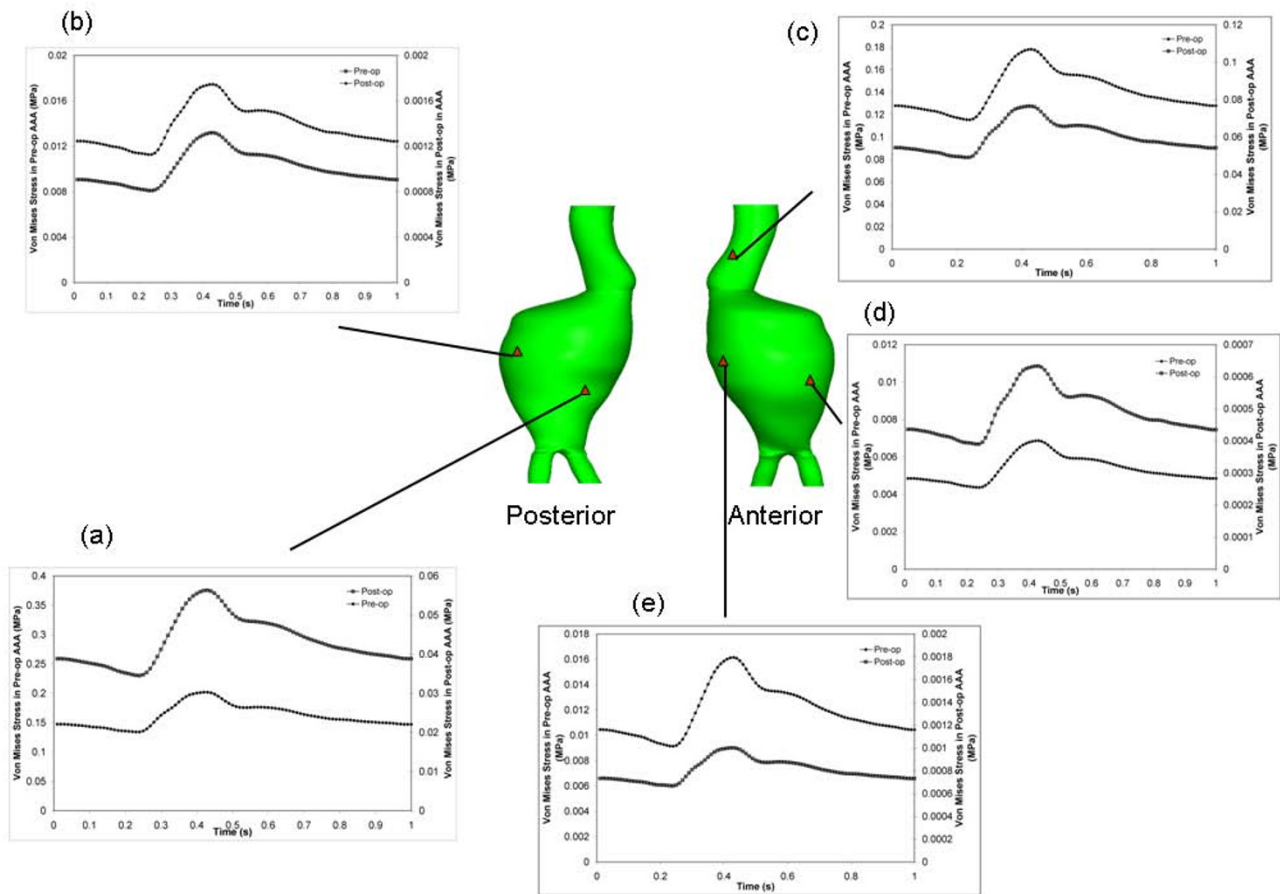 (b)
Von Mises Stress in Pre-op AAA (MPa)
0.02
0.016
0.012
0.008
0.004
0
Pre-op
Post-op
0.002
0.0016
0.0012
0.0008
0.0004
0
Von Mises Stress in Post-op in AAA
(MPa)
0 0.1 0.2 0.3 0.4 0.5 0.6 0.7 0.8 0.9 1
Time (s)
(c)
Von Mises Stress in Pre-op AAA
(MPa)
0.2
0.18
0.16
0.14
0.12
0.1
0.08
0.06
0.04
0.02
0
Pre-op
Post-op
0.12
0.1
0.08
0.06
0.04
0.02
0
Von Mises Stress in Post-op AAA
(MPa)
0 0.2 0.4 0.6 0.8 1
Time (s)
(d)
Von Mises Stress in Pre-op AAA
(MPa)
0.012
0.01
0.008
0.006
0.004
0.002
0
Pre-op
Post-op
0.0007
0.0006
0.0005
0.0004
0.0003
0.0002
0.0001
0
Von Mises Stress in Post-op AAA
(MPa)
0 0.1 0.2 0.3 0.4 0.5 0.6 0.7 0.8 0.9 1
Time (s)
Posterior
Anterior
(a)
Von Mises Stress in Pre-op AAA (MPa)
0.4
0.35
0.3
0.25
0.2
0.15
0.1
0.05
0
Post-op
Pre-op
0.06
0.05
0.04
0.03
0.02
0.01
0
Von Mises Stress in Post-op AAA (MPa)
0 0.1 0.2 0.3 0.4 0.5 0.6 0.7 0.8 0.9 1
Time (s)
(e)
Von Mises Stress in Pre-op AAA
(MPa)
0.018
0.016
0.014
0.012
0.01
0.008
0.006
0.004
0.002
0
Pre-op
Post-op
0.002
0.0018
0.0016
0.0014
0.0012
0.001
0.0008
0.0006
0.0004
0.0002
0
Von Mises Stress in Post-op AAA
(MPa)
0 0.2 0.4 0.6 0.8 1
Time (s)